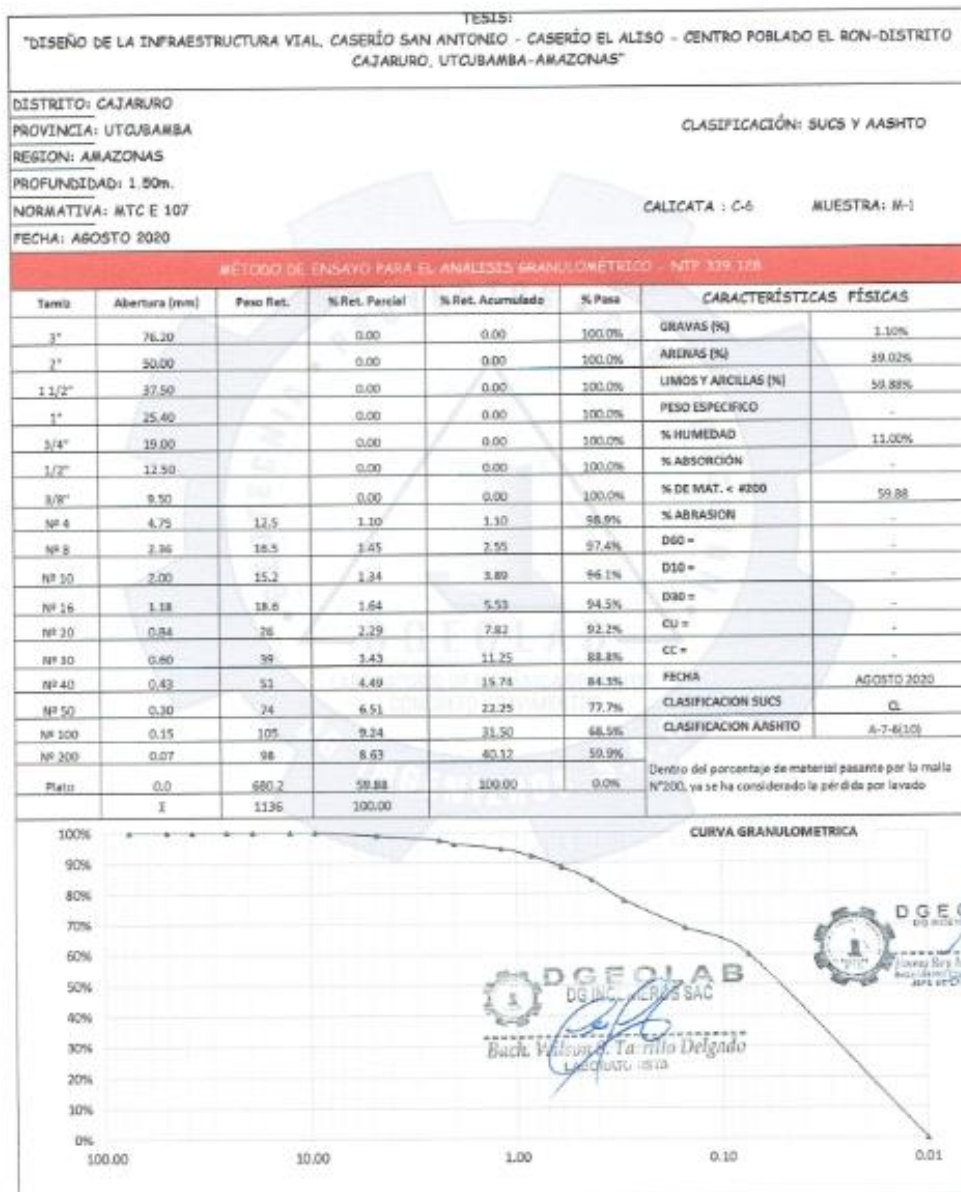 TESIS:
"DISEÑO DE LA INFRAESTRUCTURA VIAL, CASERÍO SAN ANTONIO - CASERÍO EL ALISO - CENTRO POBLADO EL RON-DISTRITO
CAJARURO, UTCUBAMBA-AMAZONAS"
DISTRITO: CAJARURO
PROVINCIA: UTCUBAMBA
CLASIFICACIÓN: SUCS Y AASHTO
REGION: AMAZONAS
PROFUNDIDAD: 1.50m.
NORMATIVA: MTC E 107 CALICATA : C-6 MUESTRA: M-1
FECHA: AGOSTO 2020
MÉTODO DE ENSAYO PARA EL ANÁLISIS GRANULOMETRICO - NTP 339.128
Tamiz Abertura (mm) Peso Ret. % Ret. Parcial % Ret. Acumulado % Pasa CARACTERÍSTICAS FÍSICAS
3" 76.20 0.00 0.00 100.0% GRAVAS (%) 1.10%
2" 50.00 0.00 0.00 100.0% ARENAS (%) 39.02%
1 1/2" 37.50 0.00 0.00 100.0% LIMOS Y ARCILLAS (%) 59.88%
1" 25.40 0.00 0.00 100.0% PESO ESPECIFICO -
3/4" 19.00 0.00 0.00 100.0% % HUMEDAD 11.00%
1/2" 12.50 0.00 0.00 100.0% % ABSORCIÓN -
3/8" 9.50 0.00 0.00 100.0% % DE MAT. < #200 59.88
Nº 4 4.75 12.5 1.10 1.10 98.9% % ABRASION -
Nº 8 2.36 16.5 1.45 2.55 97.4% D60 = -
Nº 10 2.00 15.2 1.34 3.89 96.1% D10 = -
Nº 16 1.18 18.6 1.64 5.53 94.5% D30 = -
Nº 20 0.84 26 2.29 7.82 92.2% CU = -
Nº 30 0.60 39 3.43 11.25 88.8% CC = -
Nº 40 0.43 51 4.49 15.74 84.3% FECHA AGOSTO 2020
Nº 50 0.30 74 6.51 22.25 77.7% CLASIFICACION SUCS CL
Nº 100 0.15 105 9.24 31.50 68.5% CLASIFICACION AASHTO A-7-6(10)
Nº 200 0.07 98 8.63 40.12 59.9%
Plato 0.0 680.2 59.88 100.00 0.0%
Dentro del porcentaje de material pasante por la malla
N°200, ya se ha considerado la pérdida por lavado
Σ 1136 100.00
CURVA GRANULOMETRICA
100%
90%
80%
70%
60%
50%
40%
30%
20%
10%
0%
100.00 10.00 1.00 0.10 0.01
DGEOLAB
DG INGENIEROS SAC
Bach. Wilson Tarrillo Delgado
LABORATORISTA
DGEO